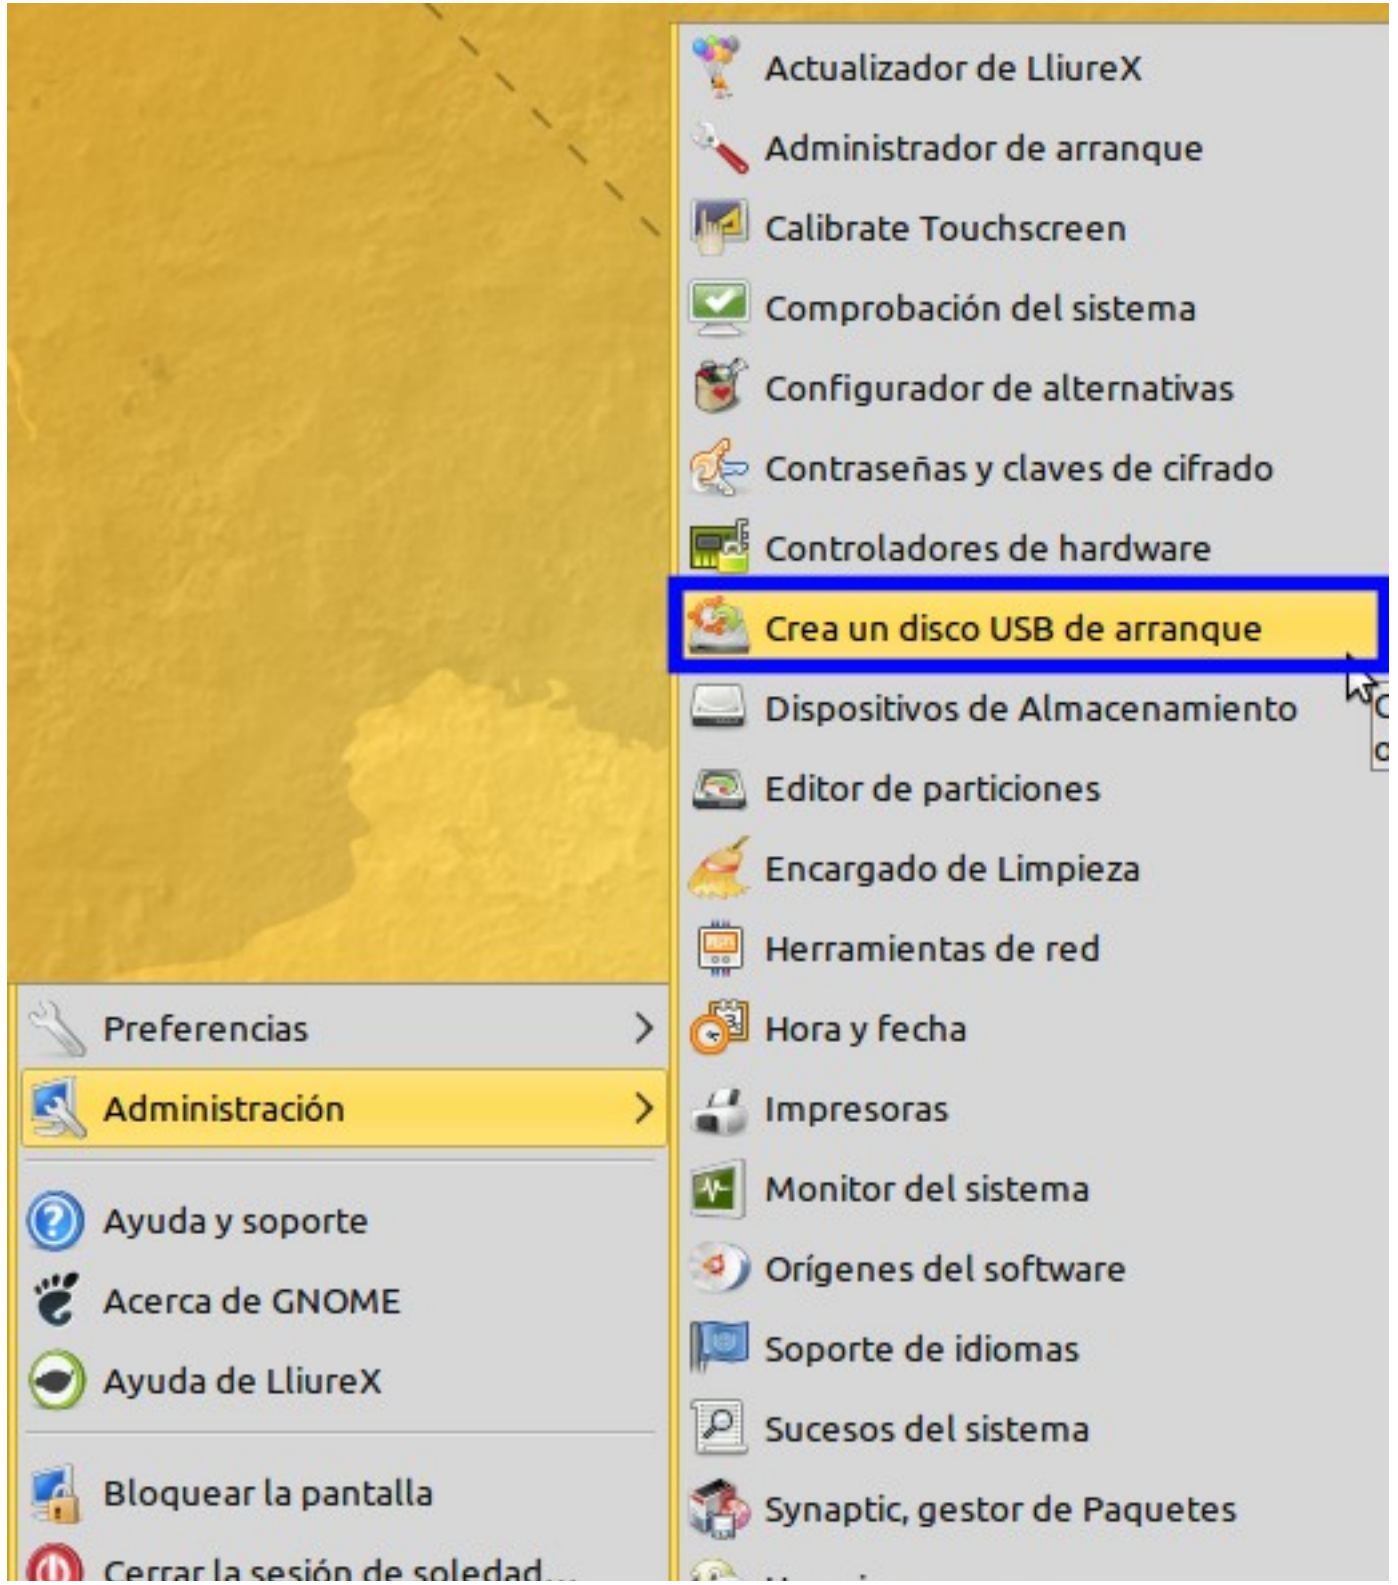 Actualizador de LliureX
Administrador de arranque
Calibrate Touchscreen
Comprobación del sistema
Configurador de alternativas
Contraseñas y claves de cifrado
Controladores de hardware
Crea un disco USB de arranque
Dispositivos de Almacenamiento
Editor de particiones
Encargado de Limpieza
Herramientas de red
Hora y fecha
Impresoras
Monitor del sistema
Orígenes del software
Soporte de idiomas
Sucesos del sistema
Synaptic, gestor de Paquetes
Preferencias
Administración
Ayuda y soporte
Acerca de GNOME
Ayuda de LliureX
Bloquear la pantalla
Cerrar la sesión de soledad...